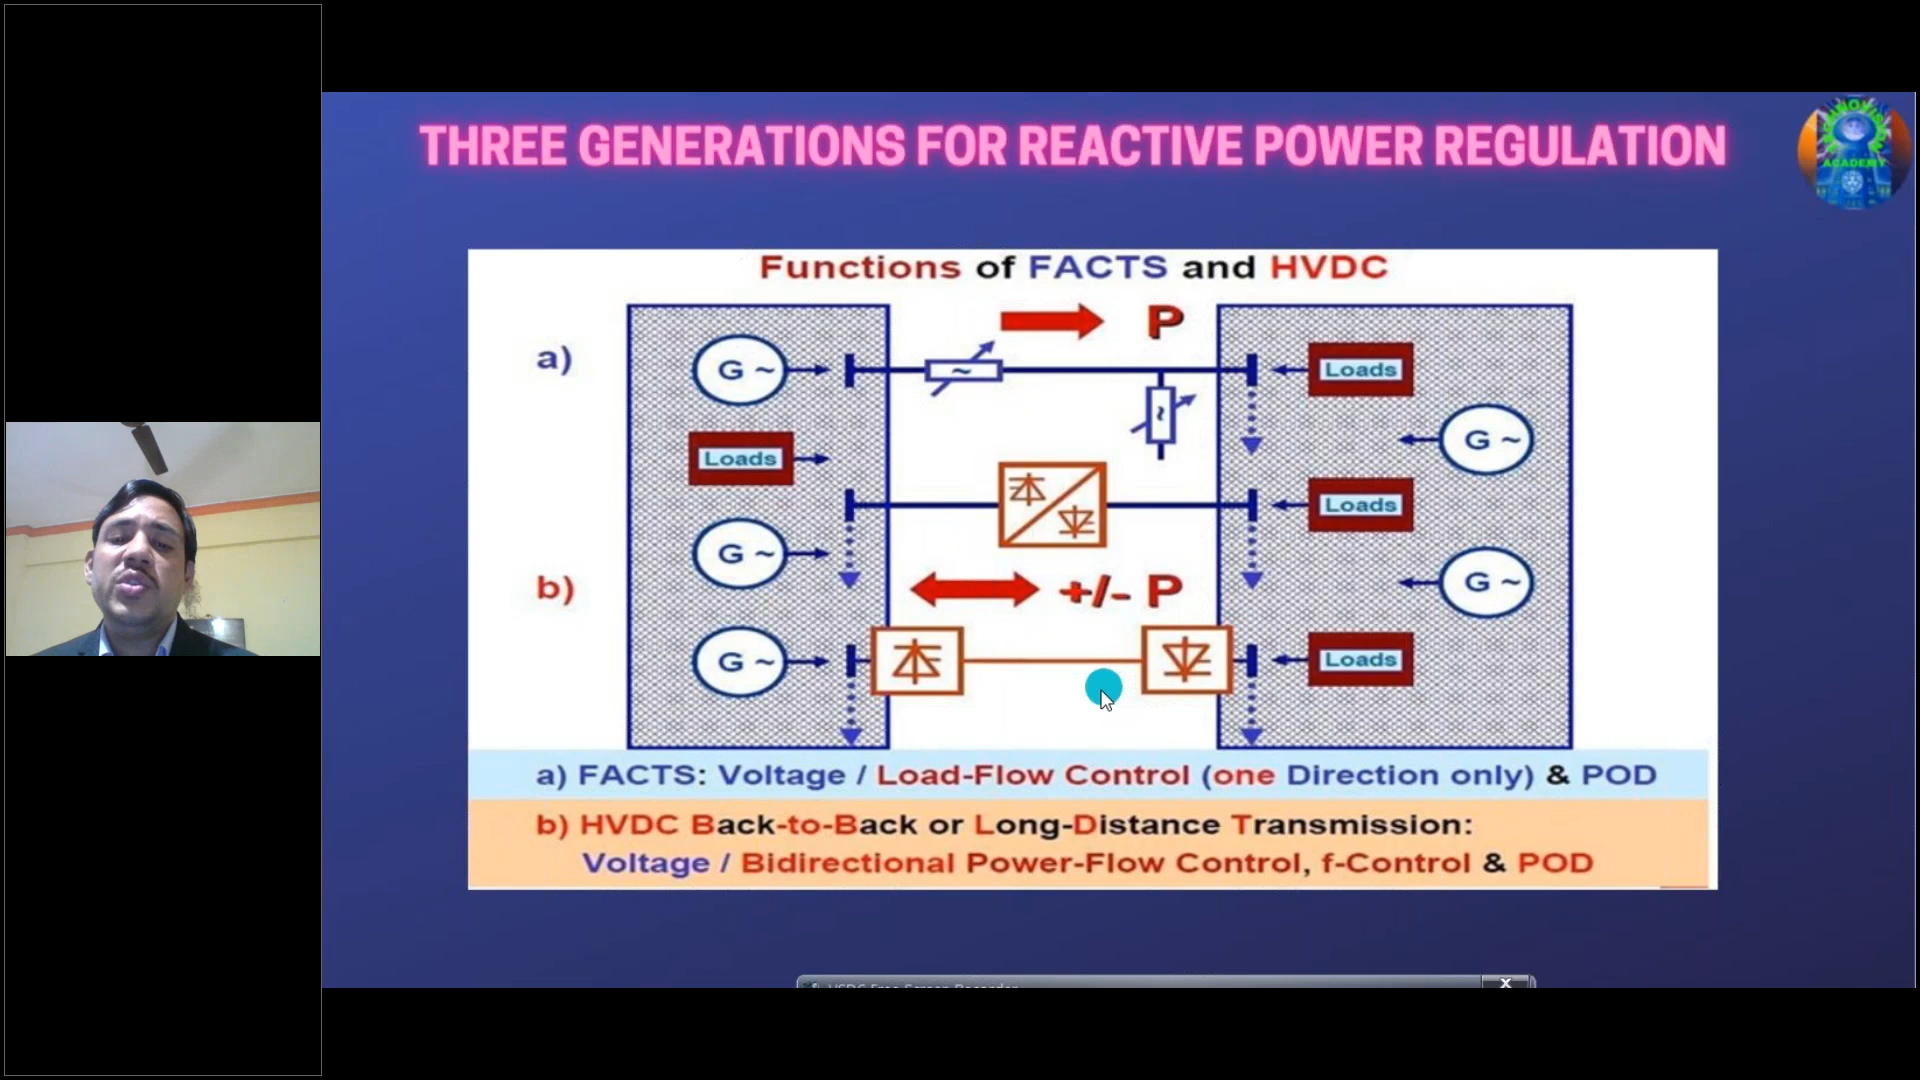 THREE GENERATIONS FOR REACTIVE POWER REGULATION
ACADEMY
Functions of FACTS and HVDC
a)
P
G ~
Loads
G ~
Loads
G ~
Loads
G ~
b)
+/- P
G ~
G ~
Loads
a) FACTS: Voltage / Load-Flow Control (one Direction only) & POD
b) HVDC Back-to-Back or Long-Distance Transmission:
Voltage / Bidirectional Power-Flow Control, f-Control & POD
X